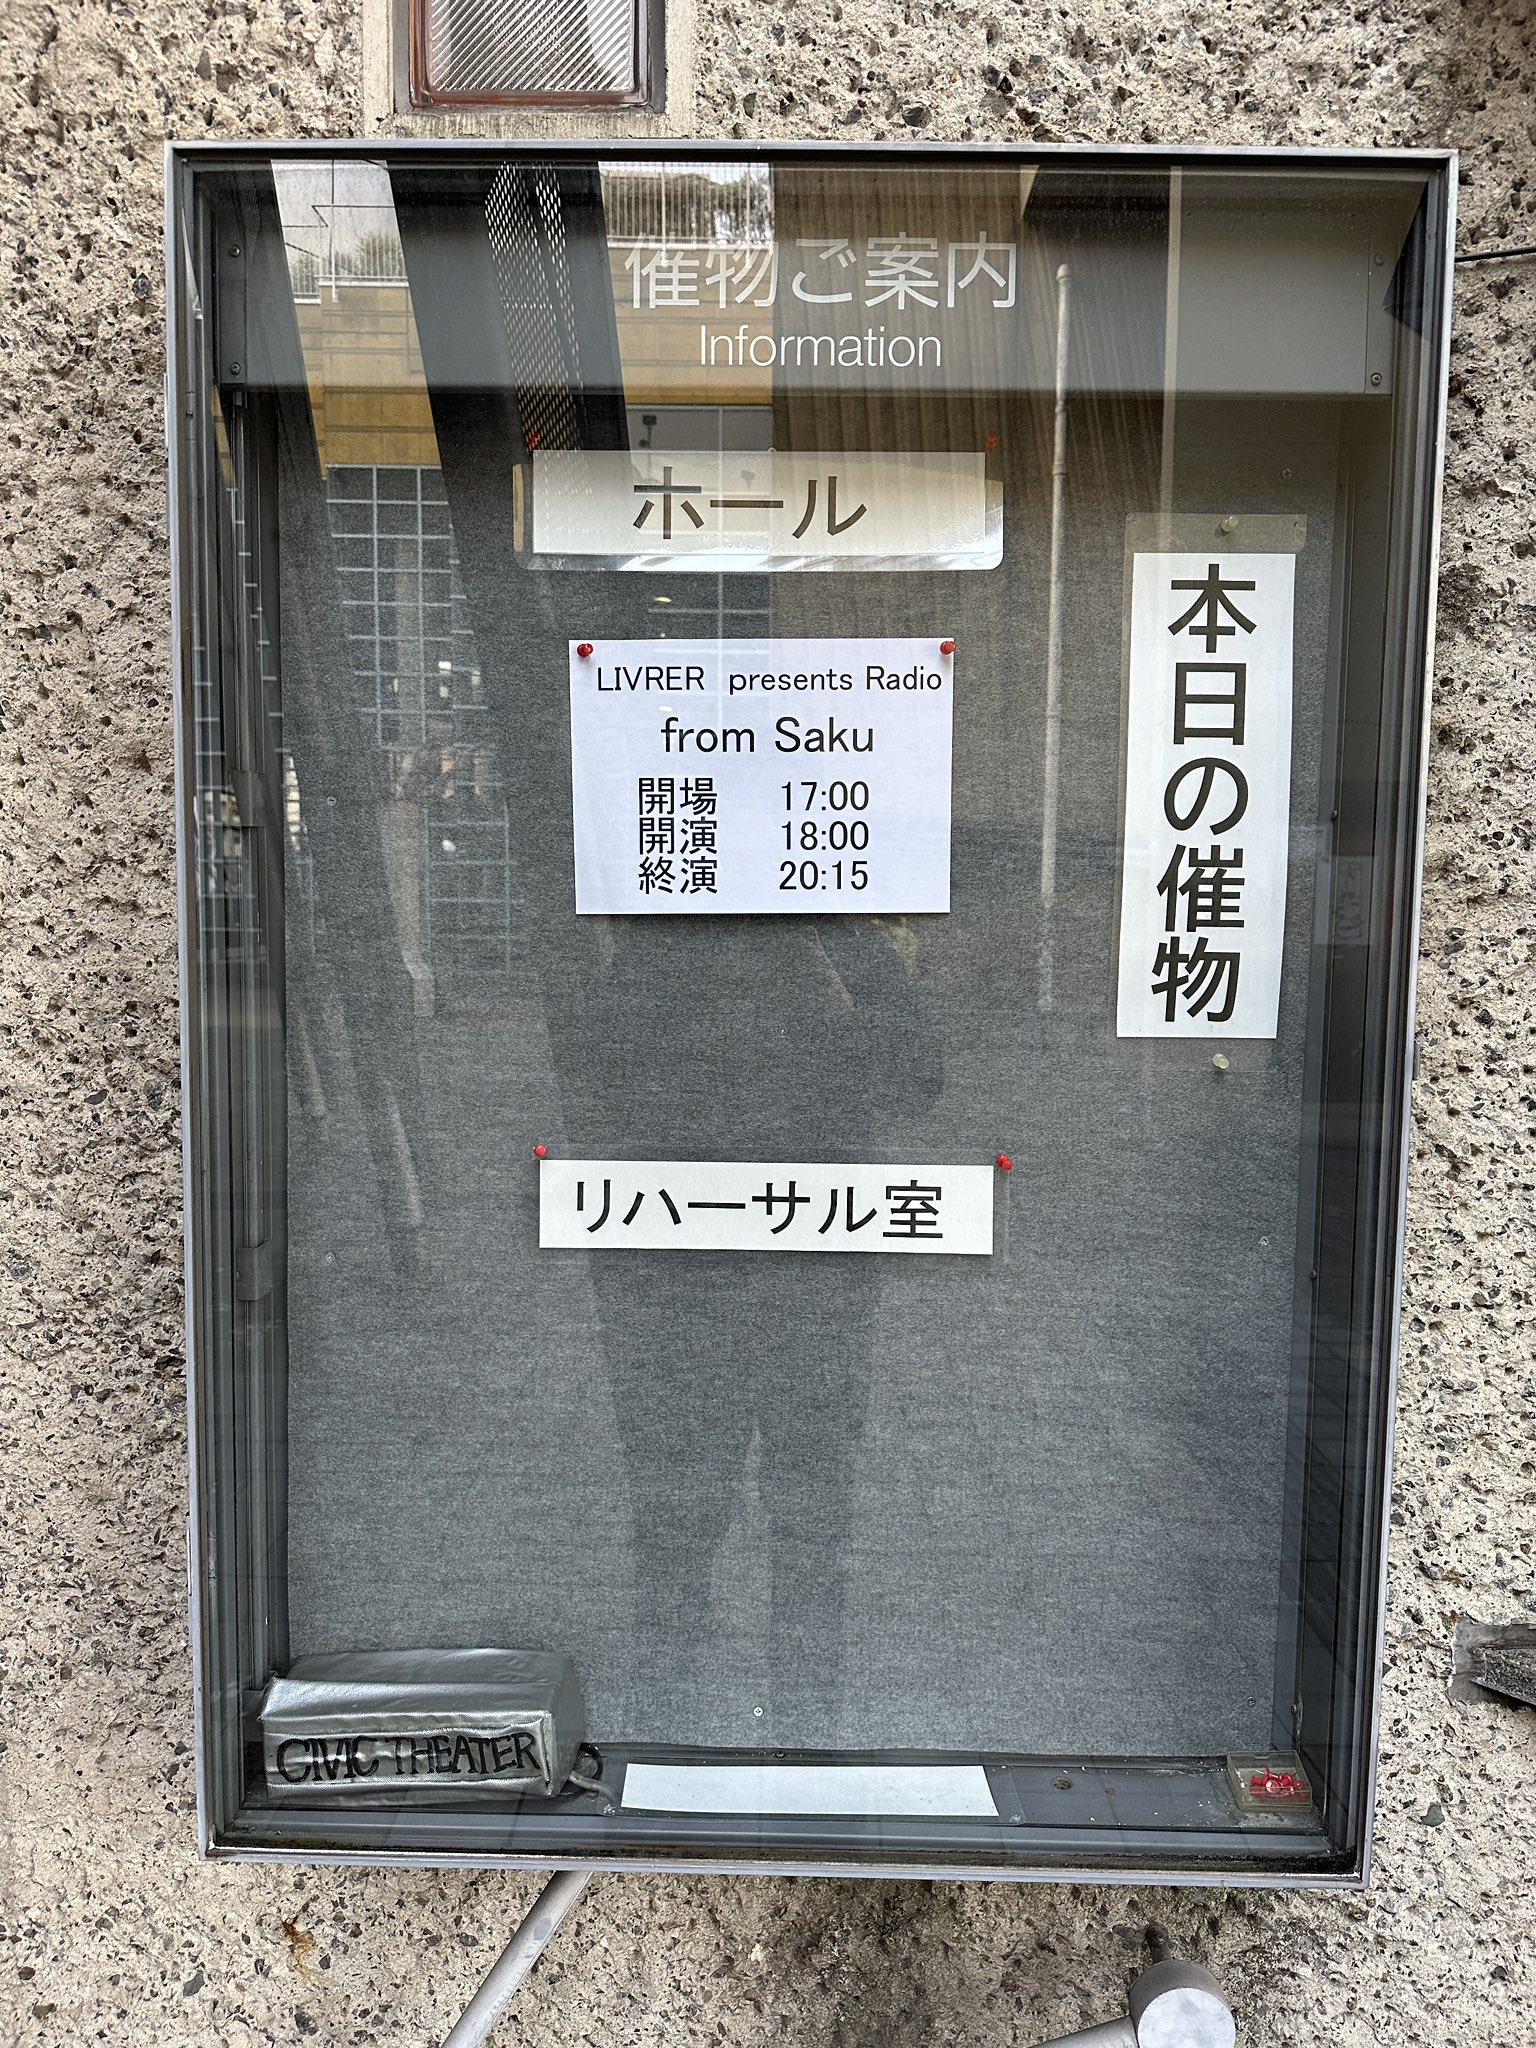 催物ご案内
Information
本日の催物
ホール
LIVRER presents Radio
from Saku
開場 17:00
開演 18:00
終演 20:15
リハーサル室
CIVIC THEATER